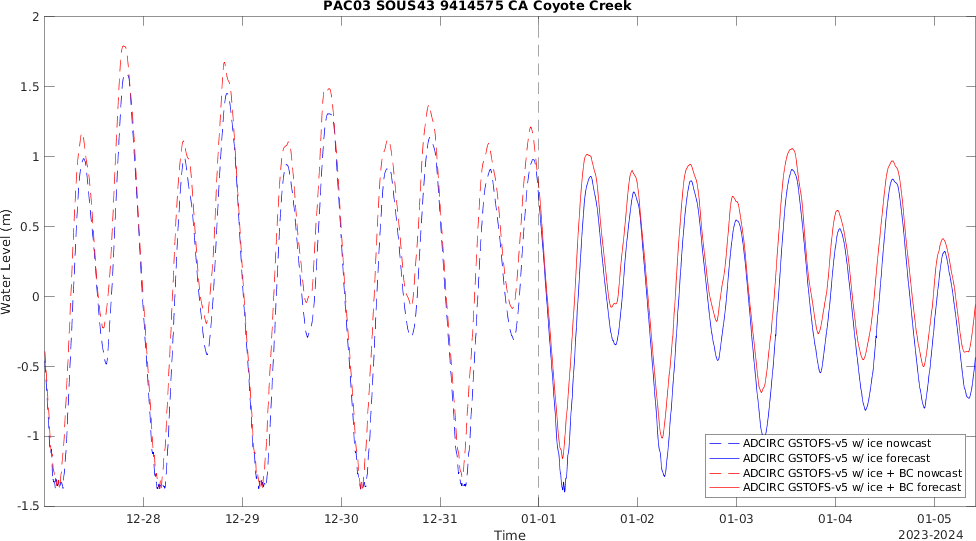 PAC03 SOUS43 9414575 CA Coyote Creek
2
1.5
1
0.5
0
-0.5
-1
-1.5
Water Level (m)
12-28
12-29
12-30
12-31
01-01
01-02
01-03
01-04
01-05
2023-2024
Time
ADCIRC GSTOFS-v5 w/ ice nowcast
ADCIRC GSTOFS-v5 w/ ice forecast
ADCIRC GSTOFS-v5 w/ ice + BC nowcast
ADCIRC GSTOFS-v5 w/ ice + BC forecast